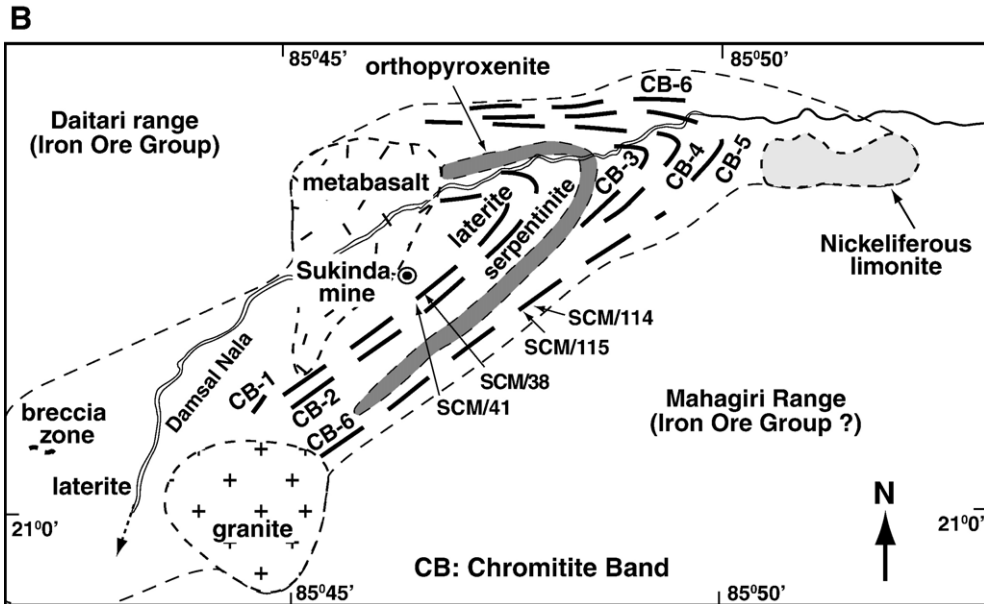 B
85⁰45’
85⁰50’
orthopyroxenite
CB-6
Daitari range
(Iron Ore Group)
CB-3
CB-4
CB-5
metabasalt
laterite
serpentinite
Nickeliferous
limonite
Sukinda
mine
SCM/114
SCM/115
Damsal Nala
SCM/38
CB-1
CB-2
SCM/41
CB-6
Mahagiri Range
(Iron Ore Group ?)
breccia
zone
laterite
N
21⁰0’
21⁰0’
granite
CB: Chromitite Band
85⁰45’
85⁰50’